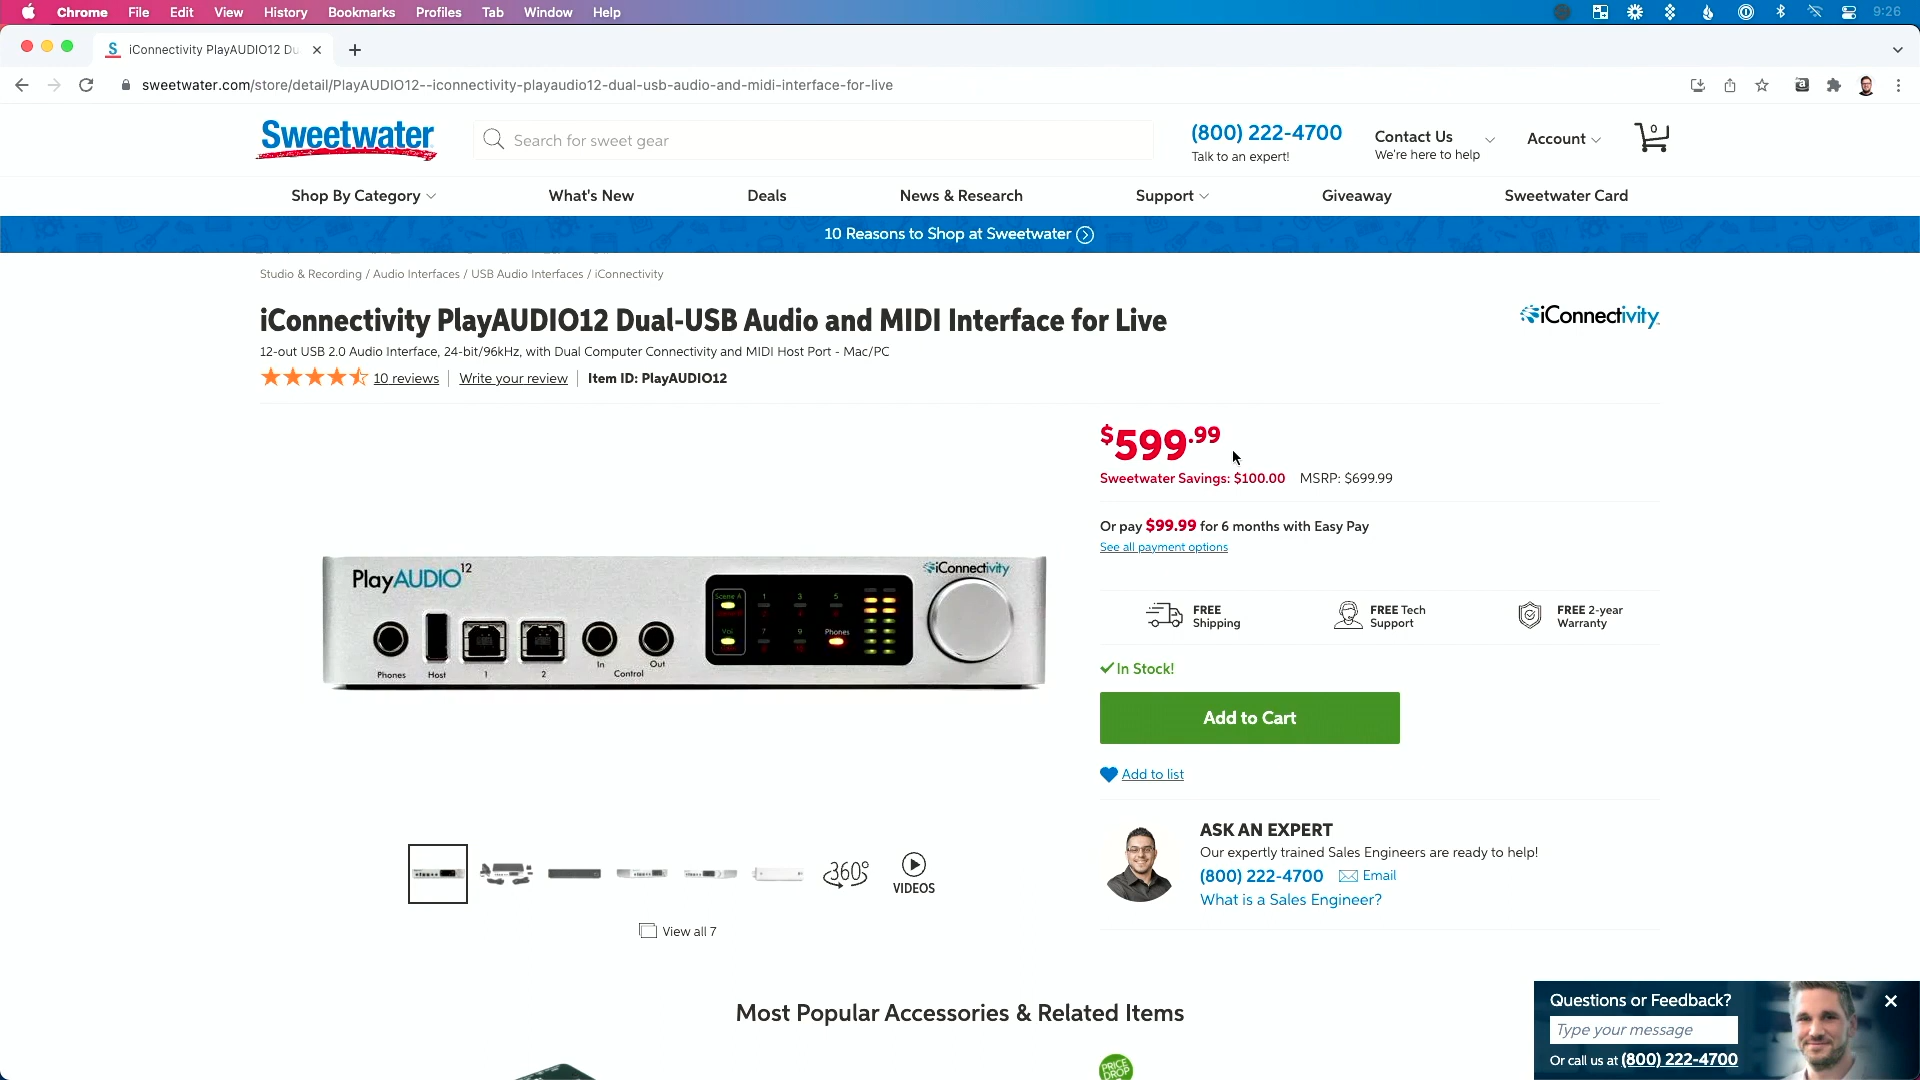 Chrome File Edit View History Bookmarks Profiles Tab Window Help 9:26
S iConnectivity PlayAUDIO12 Du
sweetwater.com/store/detail/PlayAUDIO12--iconnectivity-playaudio12-dual-usb-audio-and-midi-interface-for-live
Sweetwater
Search for sweet gear
(800) 222-4700
Talk to an expert!
Contact Us
We're here to help
Account
0
Shop By Category What's New Deals News & Research Support Giveaway Sweetwater Card
10 Reasons to Shop at Sweetwater
Studio & Recording / Audio Interfaces / USB Audio Interfaces / iConnectivity
iConnectivity PlayAUDIO12 Dual-USB Audio and MIDI Interface for Live
iConnectivity
12-out USB 2.0 Audio Interface, 24-bit/96kHz, with Dual Computer Connectivity and MIDI Host Port - Mac/PC
10 reviews Write your review Item ID: PlayAUDIO12
$599.99
Sweetwater Savings: $100.00 MSRP: $699.99
Or pay $99.99 for 6 months with Easy Pay
See all payment options
FREE
Shipping
FREE Tech
Support
FREE 2-year
Warranty
In Stock!
Add to Cart
Add to list
ASK AN EXPERT
Our expertly trained Sales Engineers are ready to help!
(800) 222-4700 Email
What is a Sales Engineer?
PlayAUDIO12
iConnectivity
Scene A 1 3 5
Vol 7 9 Phones
Phones Host 1 2 In Out
Control
360°
VIDEOS
View all 7
Most Popular Accessories & Related Items
PRICE
DROP
Questions or Feedback?
Type your message
Or call us at (800) 222-4700